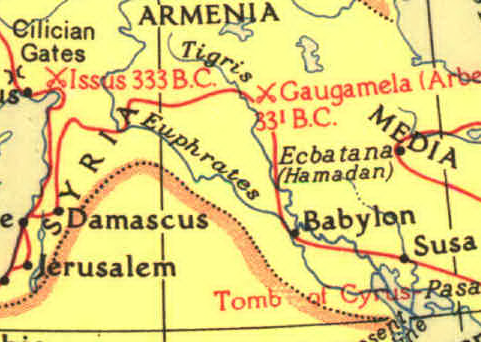 ARMENIA
Cilician
Gates
Tigris
Issus 333 B.C.
Gaugamela (Arbe
331 B.C.
SYRIA
Euphrates
MEDIA
Ecbatana
(Hamadan)
Damascus
Babylon
Susa
Jerusalem
Tomb of Cyrus
Pasa